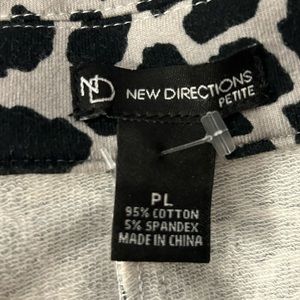 ND NEW DIRECTIONS
PETITE
PL
95% COTTON
5% SPANDEX
MADE IN CHINA